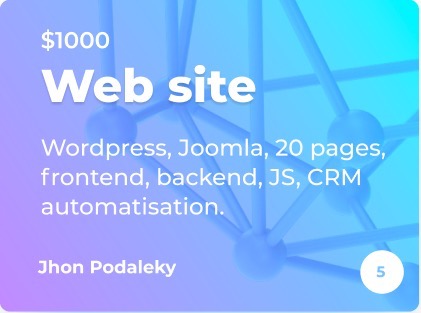 $1000
Web site
Wordpress, Joomla, 20 pages,
frontend, backend, JS, CRM
automatisation.
Jhon Podaleky
5